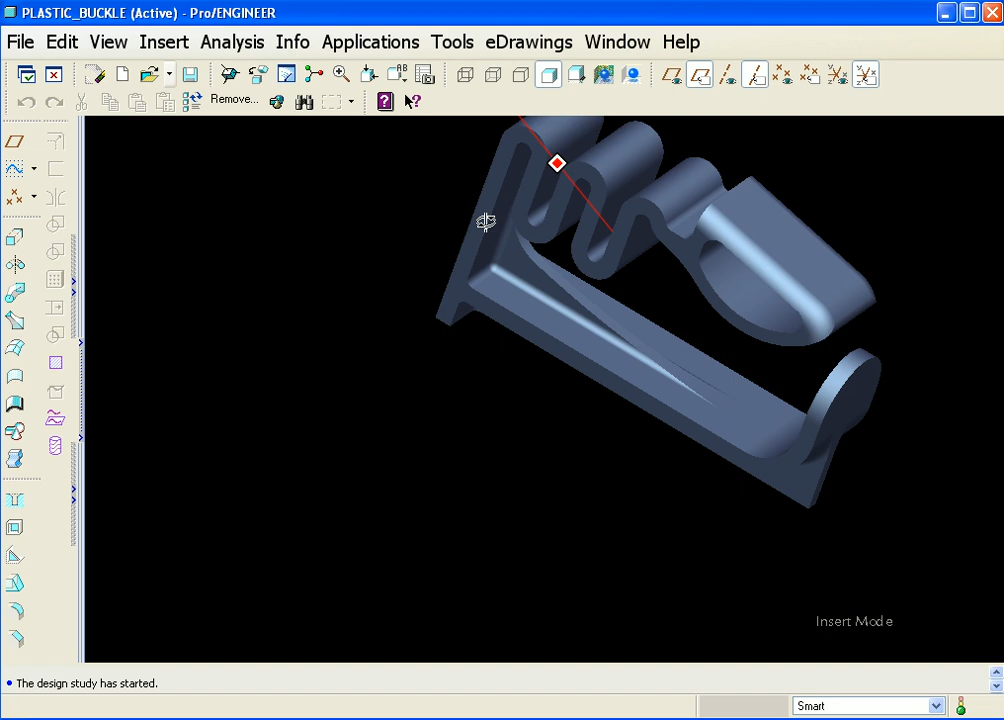 PLASTIC_BUCKLE (Active) - Pro/ENGINEER
File Edit View Insert Analysis Info Applications Tools eDrawings Window Help
Remove...
Insert Mode
The design study has started.
Smart